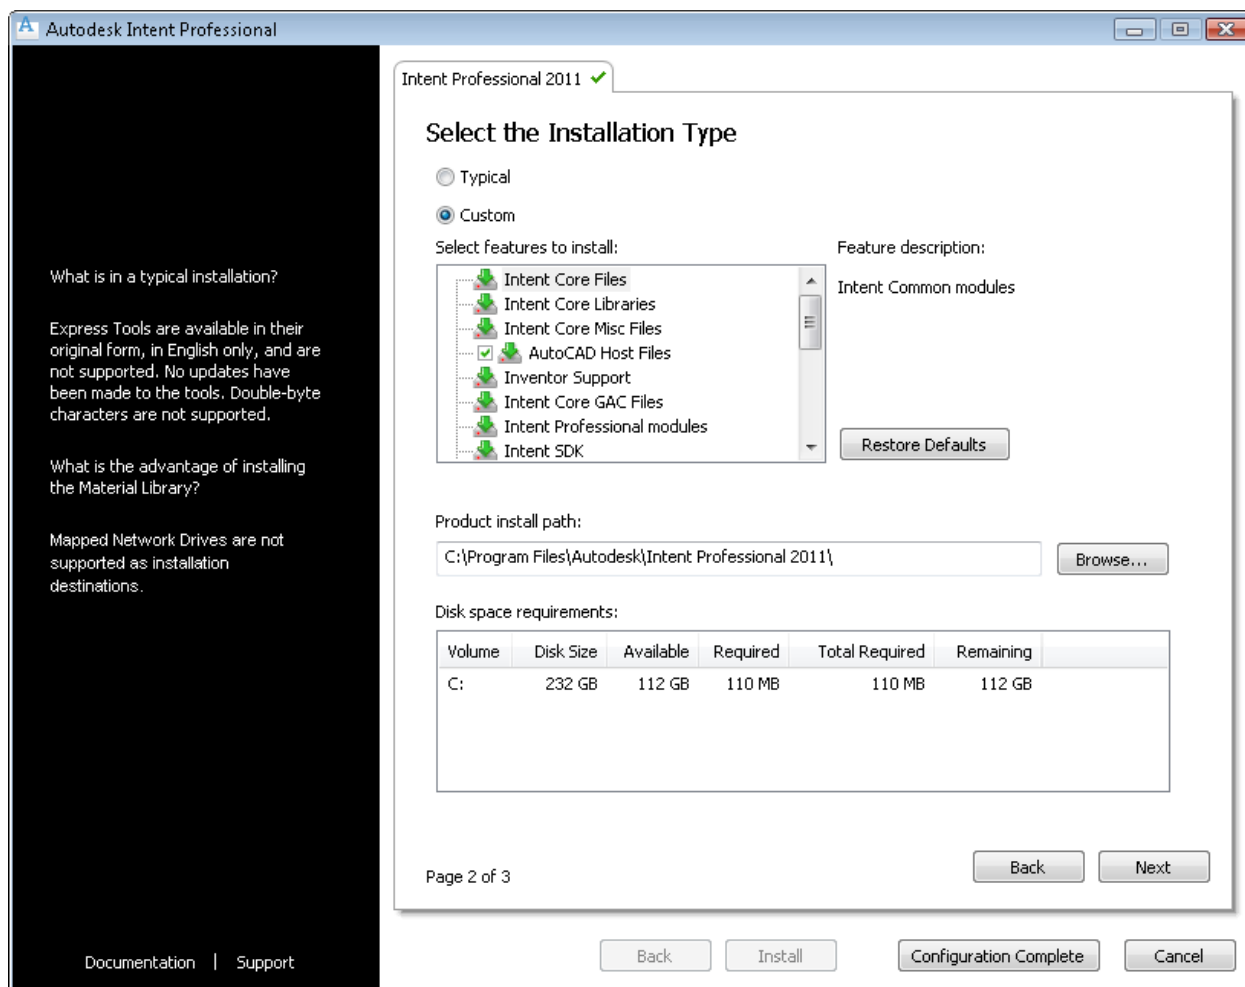 Autodesk Intent Professional
Intent Professional 2011
Select the Installation Type
Typical
Custom
Select features to install:
Intent Core Files
Intent Core Libraries
Intent Core Misc Files
AutoCAD Host Files
Inventor Support
Intent Core GAC Files
Intent Professional modules
Intent SDK
Feature description:
Intent Common modules
Restore Defaults
Product install path:
C:\Program Files\Autodesk\Intent Professional 2011\
Browse...
Disk space requirements:
Volume Disk Size Available Required Total Required Remaining
C: 232 GB 112 GB 110 MB 110 MB 112 GB
Page 2 of 3
Back Next
What is in a typical installation?
Express Tools are available in their
original form, in English only, and are
not supported. No updates have
been made to the tools. Double-byte
characters are not supported.
What is the advantage of installing
the Material Library?
Mapped Network Drives are not
supported as installation
destinations.
Documentation | Support
Back Install Configuration Complete Cancel